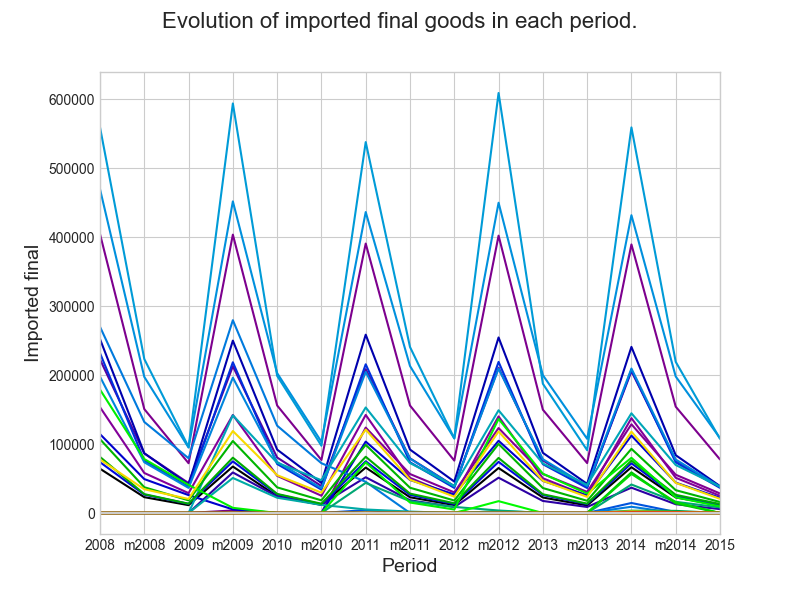 Evolution of imported final goods in each period.
Imported final
600000
500000
400000
300000
200000
100000
0
2008 m2008 2009 m2009 2010 m2010 2011 m2011 2012 m2012 2013 m2013 2014 m2014 2015
Period